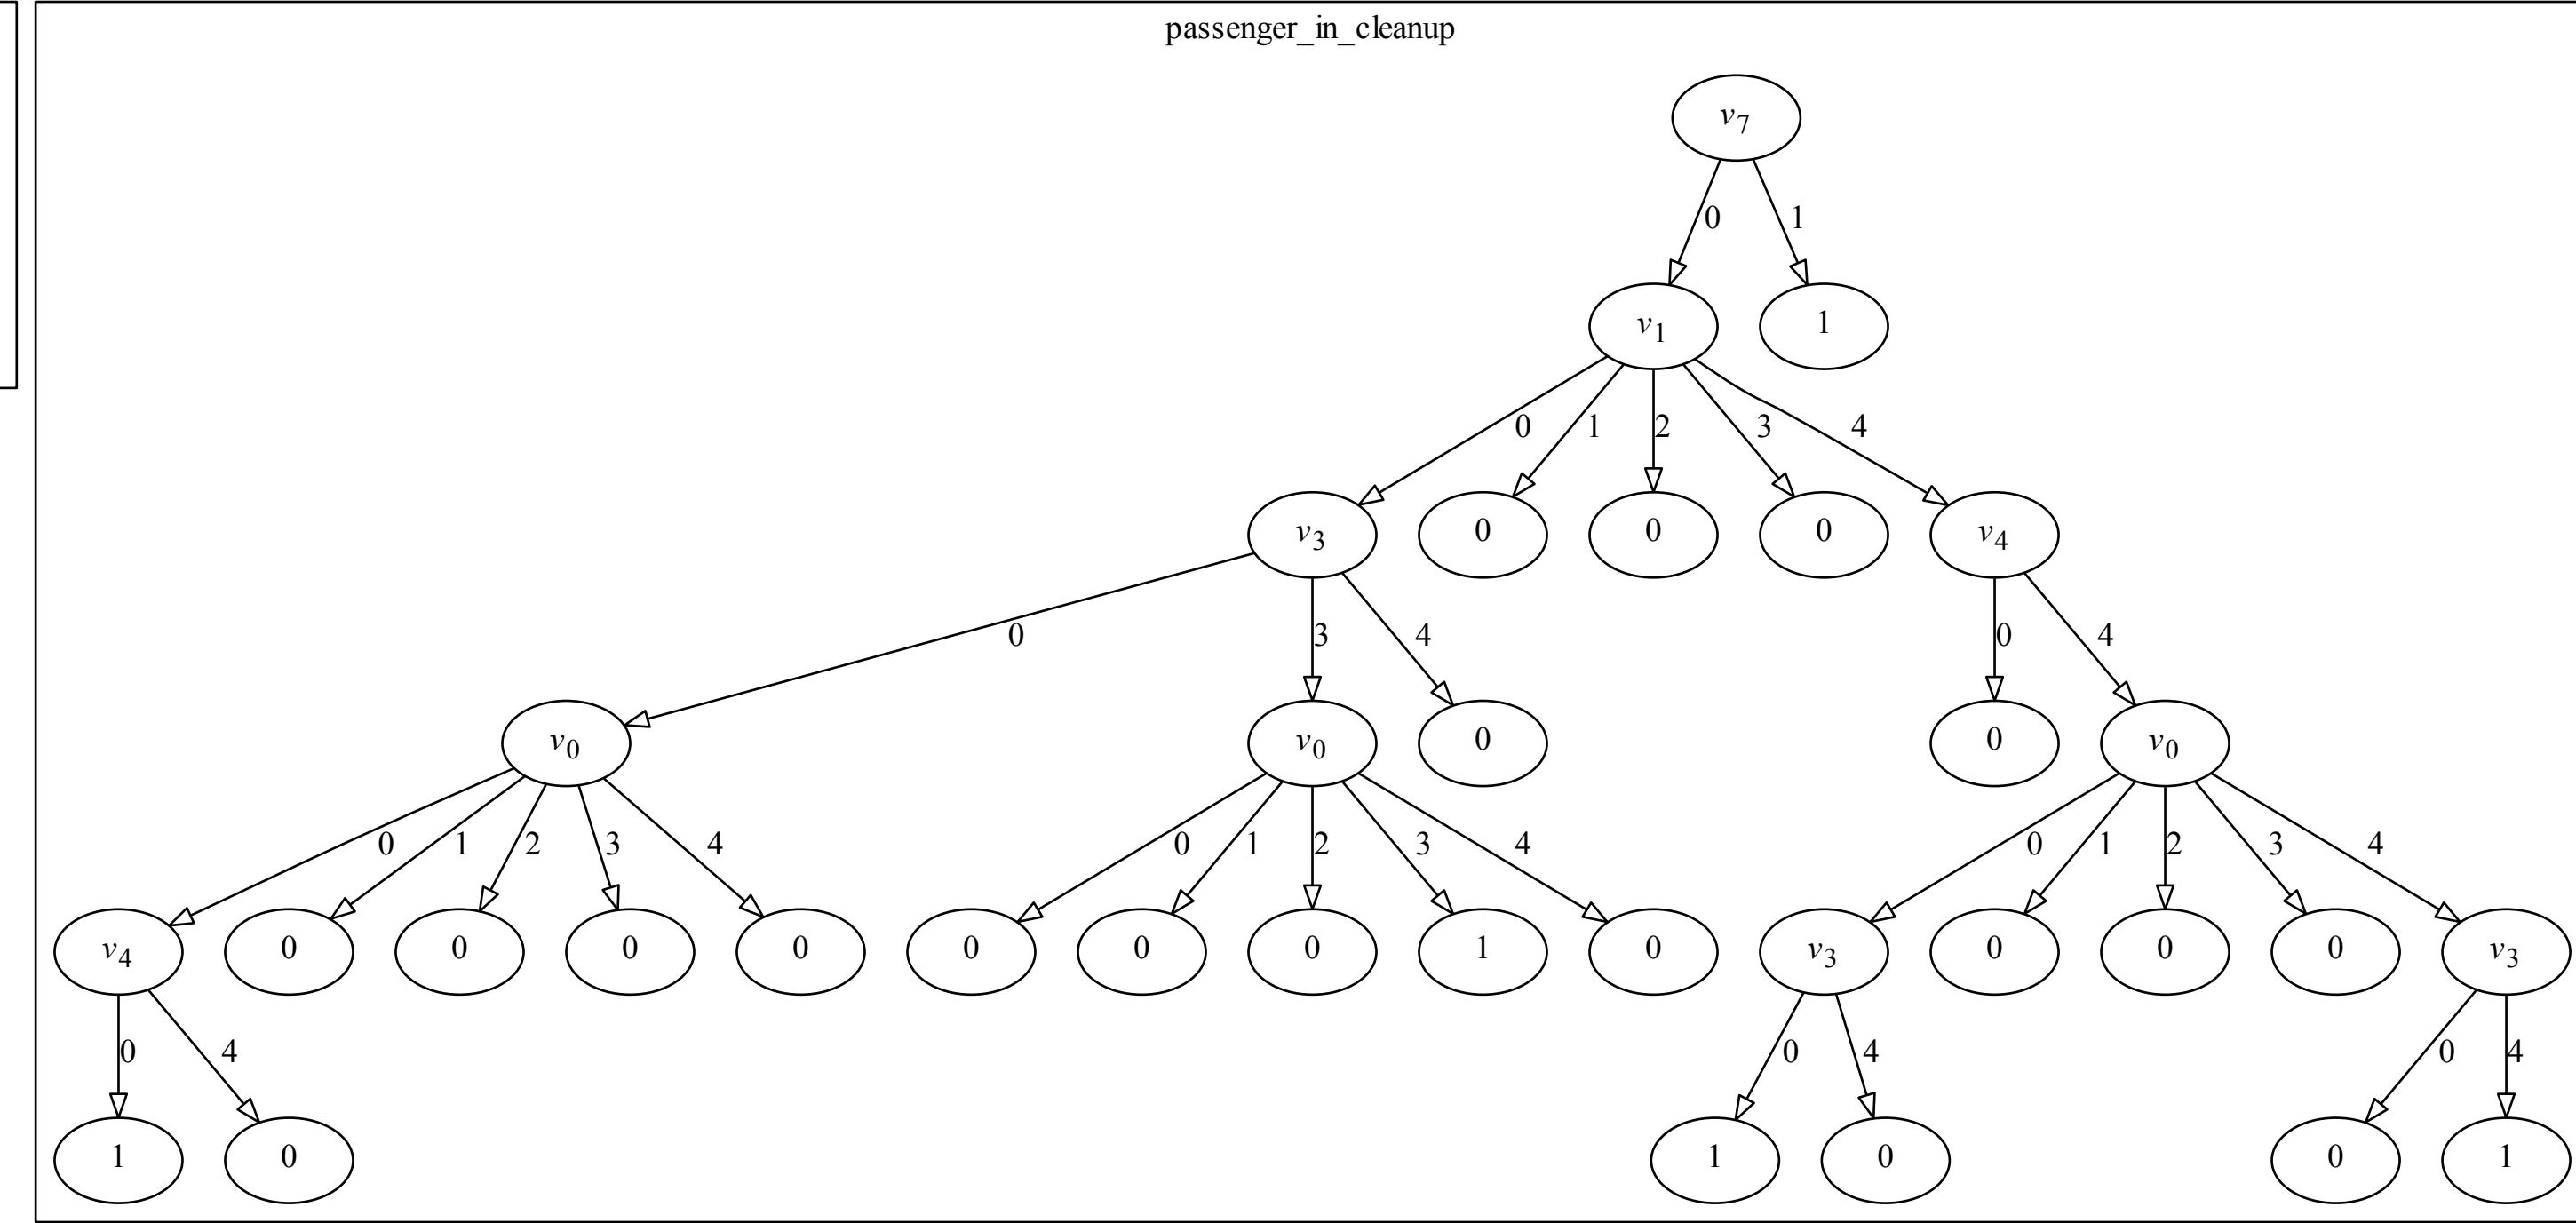 passenger_in_cleanup
v7
0 1
v1 1
0 1 2 3 4
v3 0 0 0 v4
0 3 4 0 4
v0 v0 0 0 v0
0 1 2 3 4 0 1 2 3 4 0 1 2 3 4
v4 0 0 0 0 0 0 0 1 0 v3 0 0 0 v3
0 4 0 4 0 4
1 0 1 0 0 1